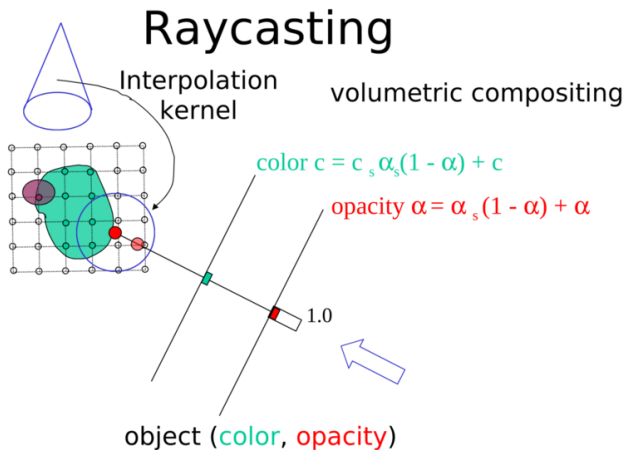 Raycasting
Interpolation
kernel
volumetric compositing
color c = c s αs(1 - α) + c
opacity α = α s (1 - α) + α
1.0
object (color, opacity)